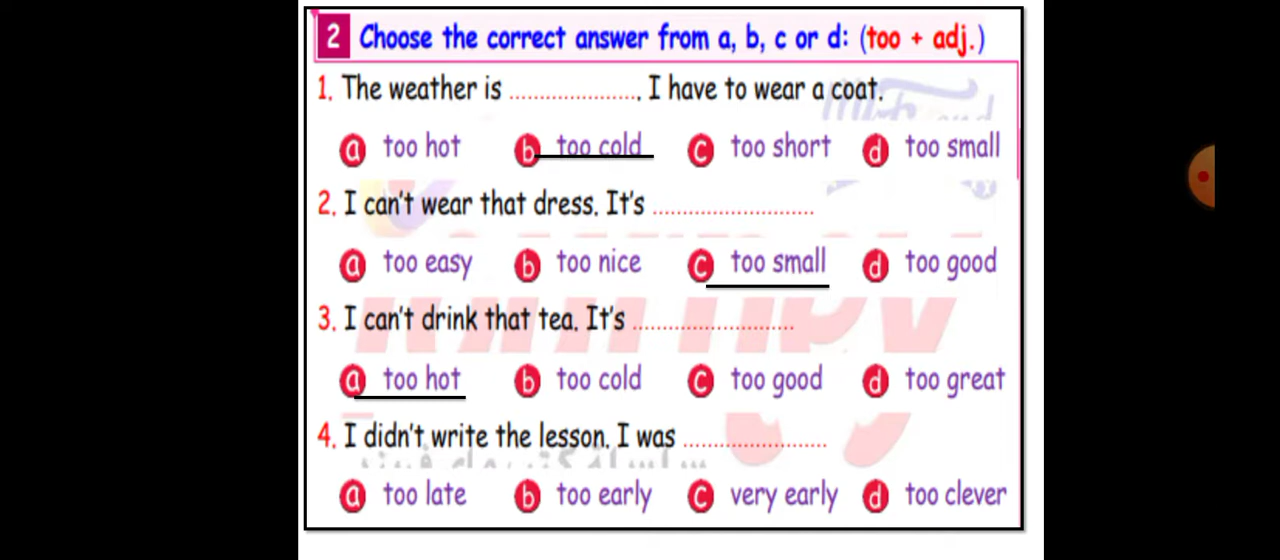 2 Choose the correct answer from a, b, c or d: (too + adj.)
1. The weather is ..................... I have to wear a coat.
a too hot b too cold c too short d too small
2. I can't wear that dress. It's ...........................
a too easy b too nice c too small d too good
3. I can't drink that tea. It's ...........................
a too hot b too cold c too good d too great
4. I didn't write the lesson. I was ........................
a too late b too early c very early d too clever